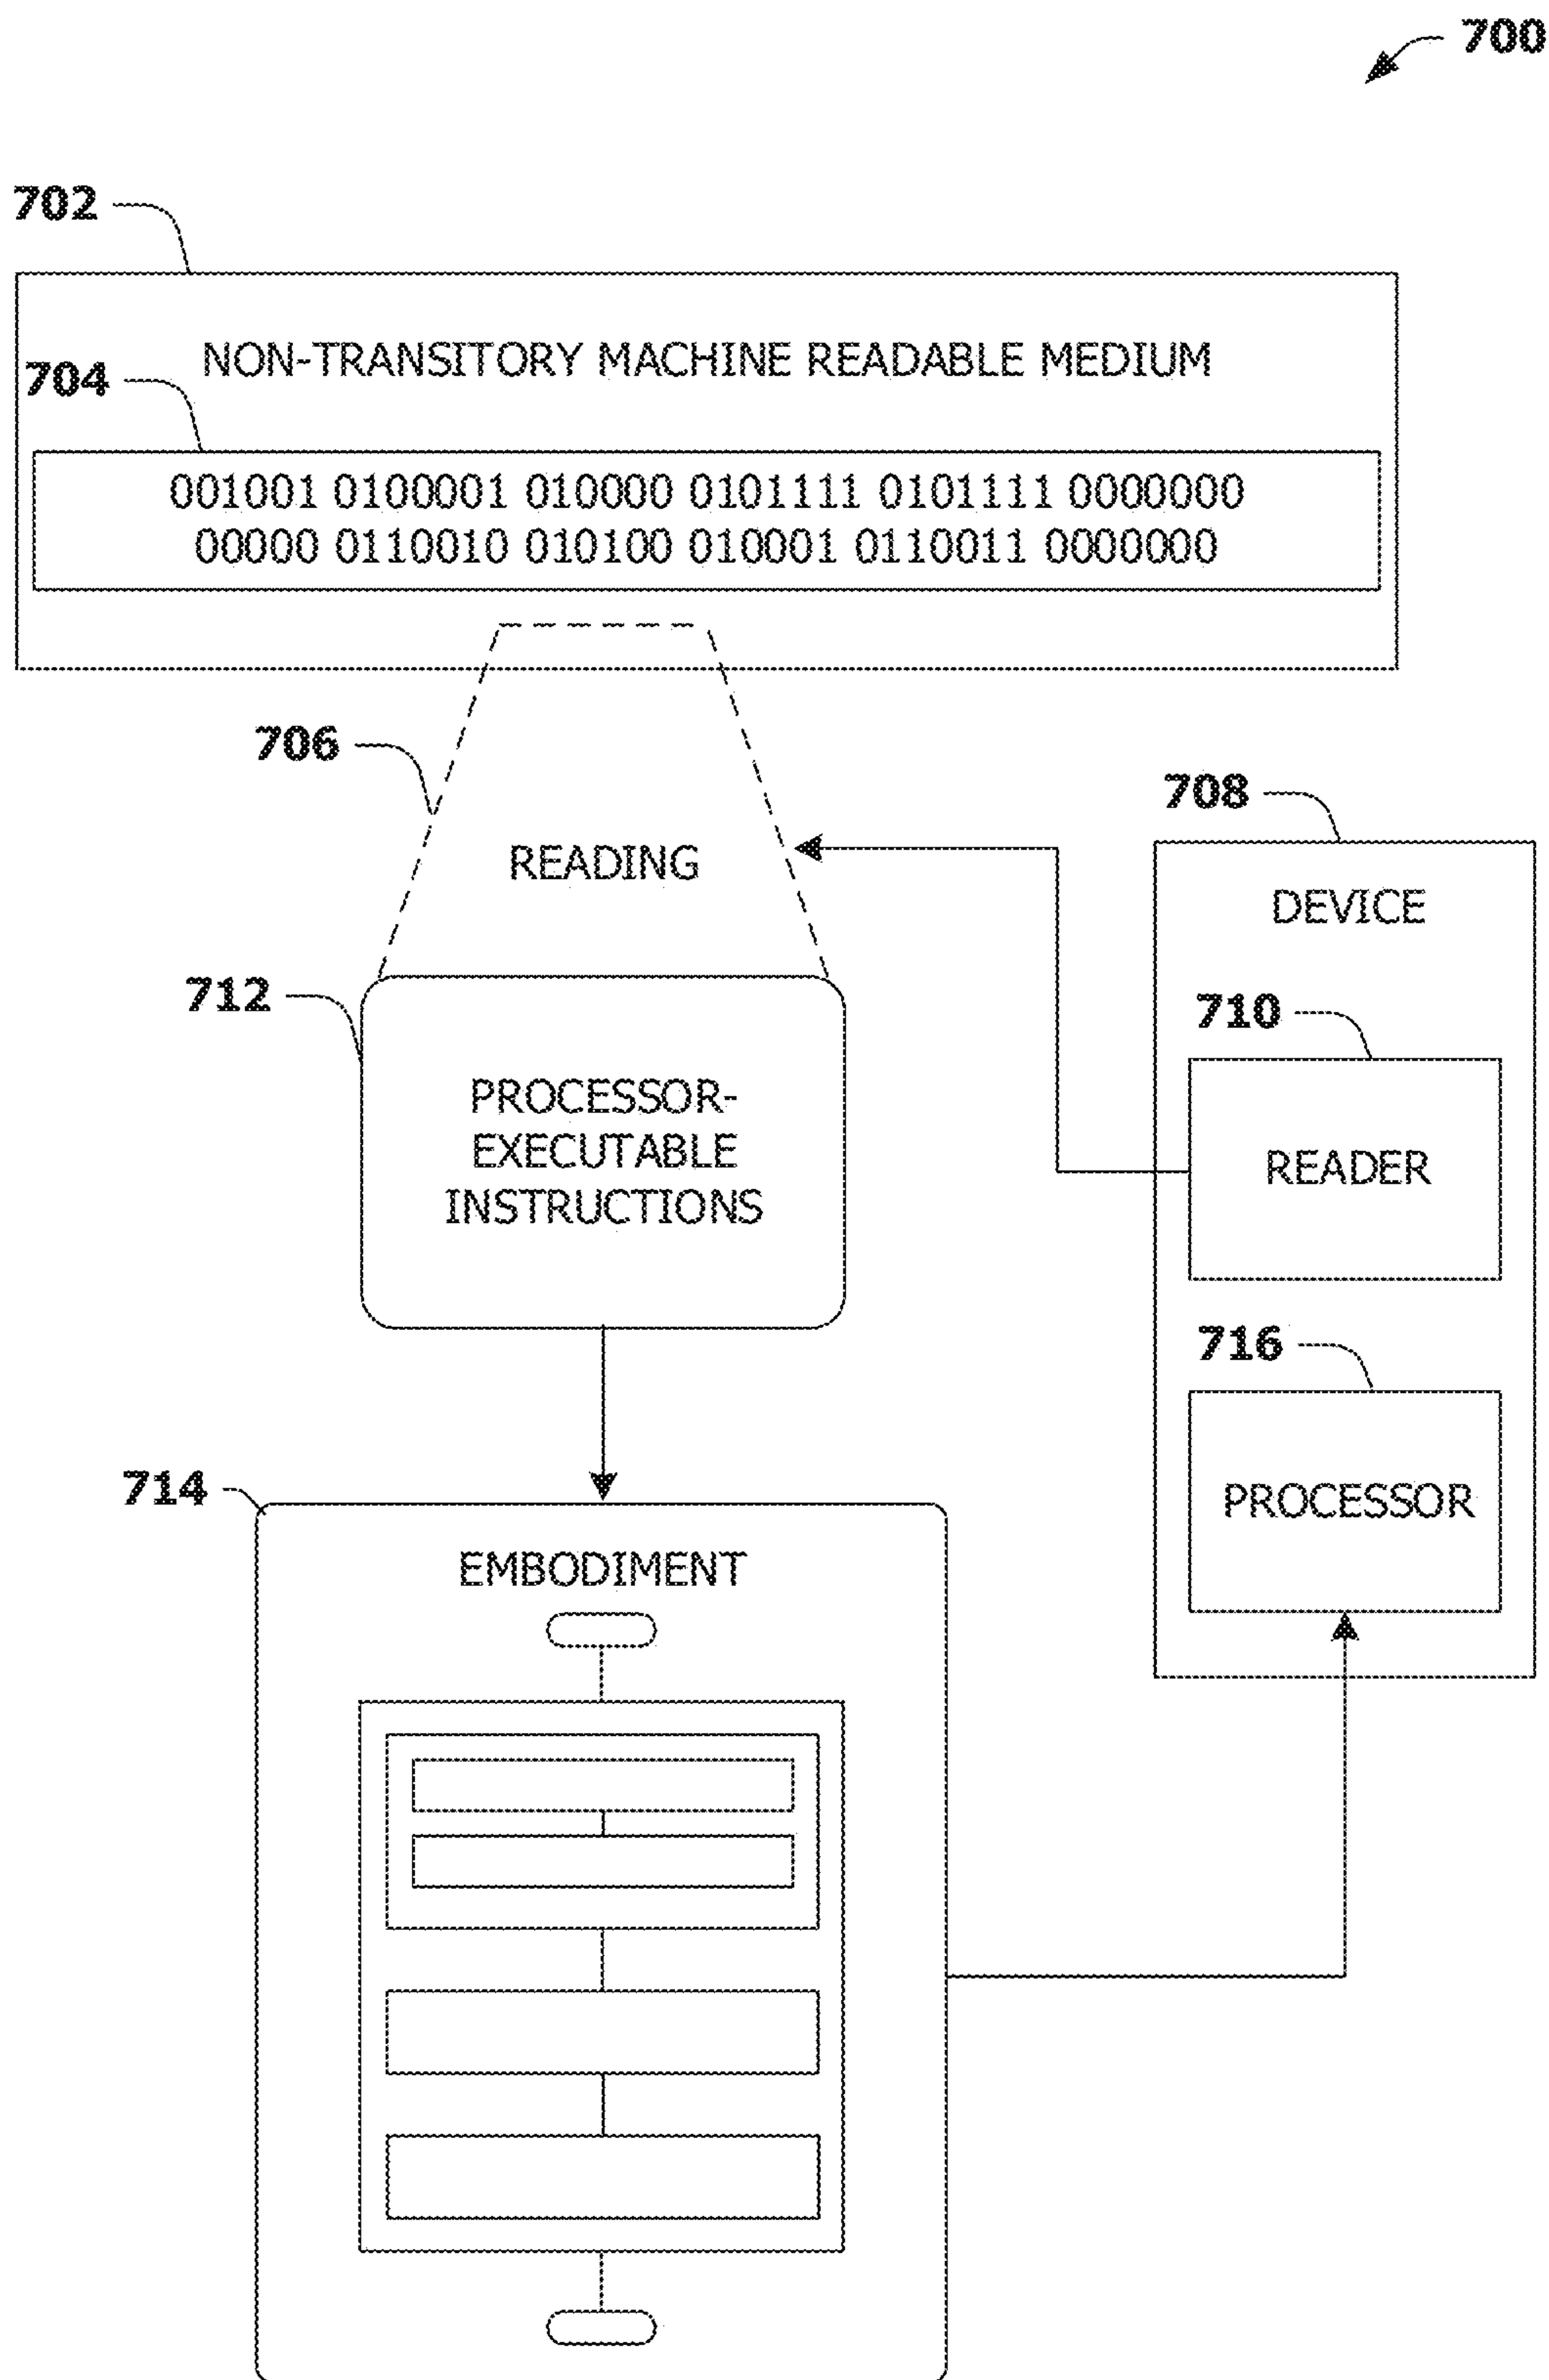 700
702
NON-TRANSITORY MACHINE READABLE MEDIUM
704
001001 0100001 010000 0101111 0101111 0000000
00000 0110010 010100 010001 0110011 0000000
706
READING
708
DEVICE
712
710
PROCESSOR-
EXECUTABLE
INSTRUCTIONS
READER
716
PROCESSOR
714
EMBODIMENT